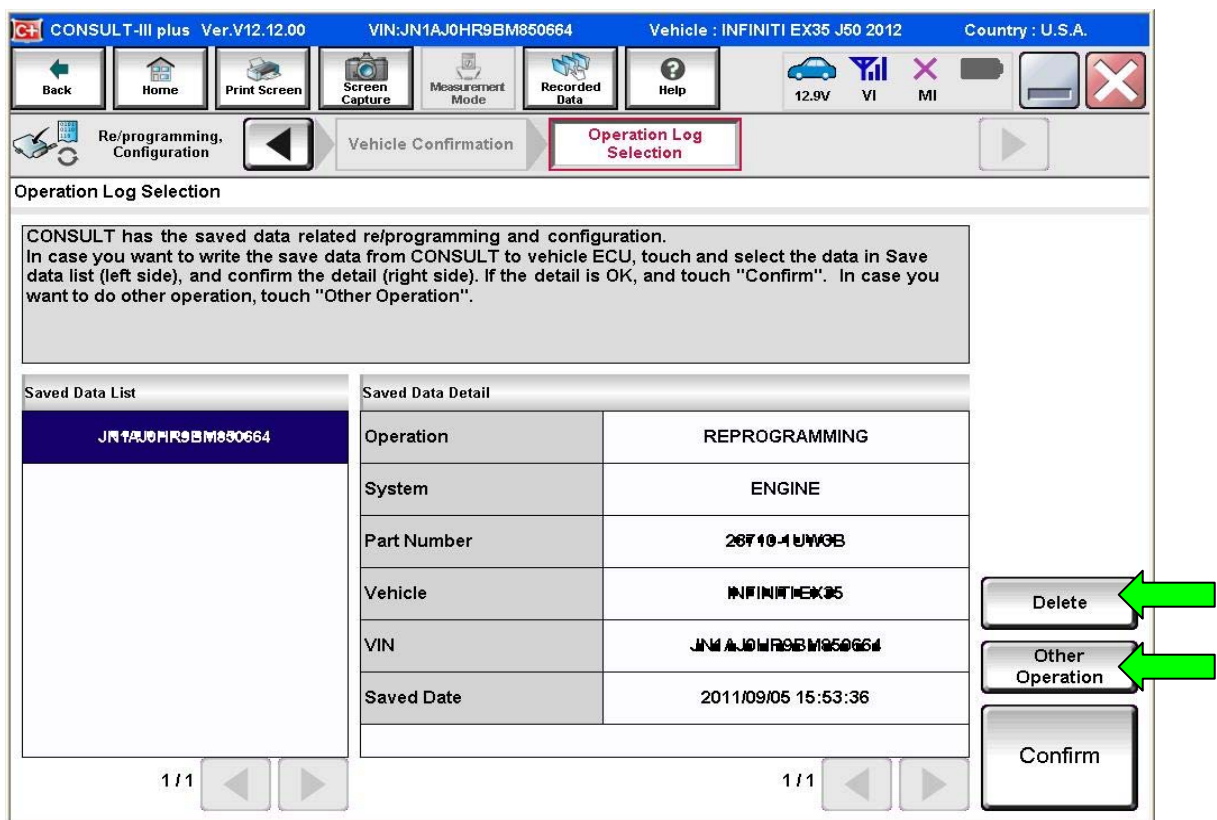 CONSULT-III plus Ver.V12.12.00 VIN:JN1AJ0HR9BM850664 Vehicle : INFINITI EX35 J50 2012 Country : U.S.A.
Back Home Print Screen Screen Capture Measurement Mode Recorded Data Help 12.9V VI MI
Re/programming, Configuration Vehicle Confirmation Operation Log Selection
Operation Log Selection
CONSULT has the saved data related re/programming and configuration.
In case you want to write the save data from CONSULT to vehicle ECU, touch and select the data in Save
data list (left side), and confirm the detail (right side). If the detail is OK, and touch "Confirm". In case you
want to do other operation, touch "Other Operation".
Saved Data List
JN1AJ0HR9BM850664
1/1
Saved Data Detail
Operation REPROGRAMMING
System ENGINE
Part Number
Vehicle INFINITI EX35
VIN JN1AJ0HR9BM850664
Saved Date 2011/09/05 15:53:36
1/1
Delete
Other
Operation
Confirm